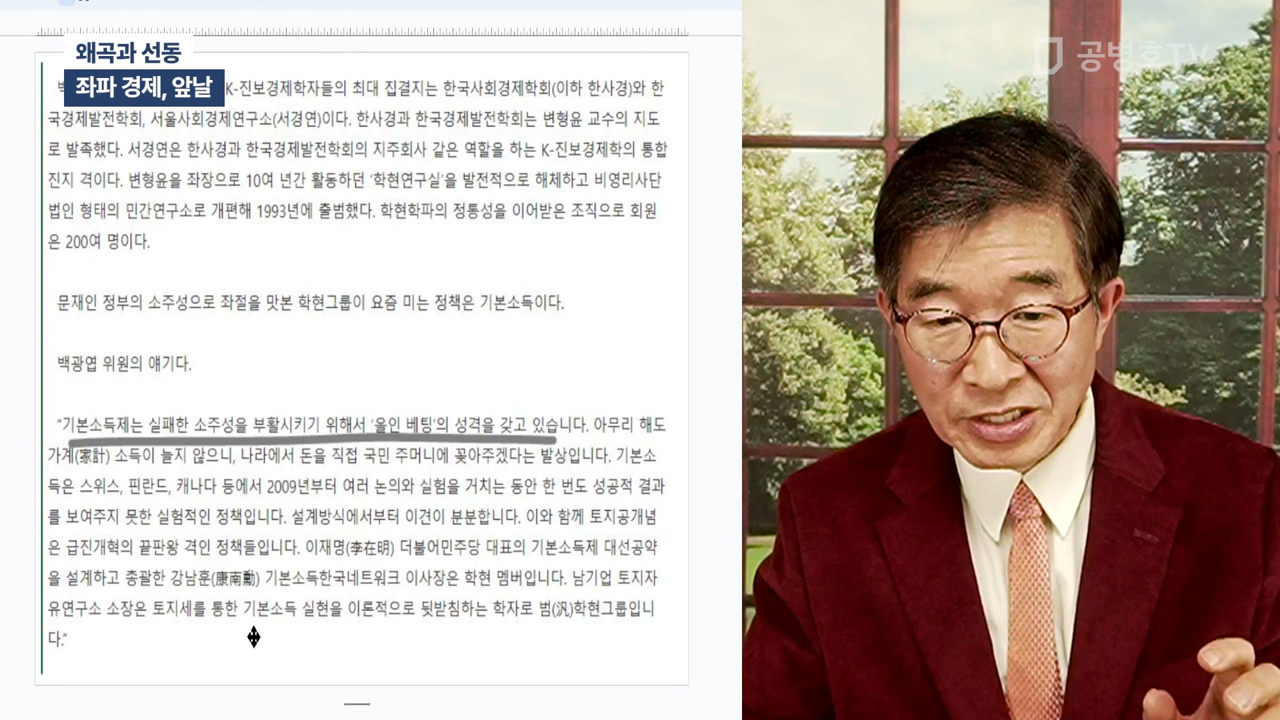 왜곡과 선동
좌파 경제, 앞날
공병호TV
K-진보경제학자들의 최대 집결지는 한국사회경제학회(이하 한사경)와 한
국경제발전학회, 서울사회경제연구소(서경연)이다. 한사경과 한국경제발전학회는 변형윤 교수의 지도
로 발족했다. 서경연은 한사경과 한국경제발전학회의 지주회사 같은 역할을 하는 K-진보경제학의 통합
진지 격이다. 변형윤을 좌장으로 10여 년간 활동하던 '학현연구실'을 발전적으로 해체하고 비영리사단
법인 형태의 민간연구소로 개편해 1993년에 출범했다. 학현학파의 정통성을 이어받은 조직으로 회원
은 200여 명이다.
문재인 정부의 소주성으로 좌절을 맛본 학현그룹이 요즘 미는 정책은 기본소득이다.
백광엽 위원의 얘기다.
"기본소득제는 실패한 소주성을 부활시키기 위해서 '올인 베팅'의 성격을 갖고 있습니다. 아무리 해도
가계(家計) 소득이 늘지 않으니, 나라에서 돈을 직접 국민 주머니에 꽂아주겠다는 발상입니다. 기본소
득은 스위스, 핀란드, 캐나다 등에서 2009년부터 여러 논의와 실험을 거치는 동안 한 번도 성공적 결과
를 보여주지 못한 실험적인 정책입니다. 설계방식에서부터 이견이 분분합니다. 이와 함께 토지공개념
은 급진개혁의 끝판왕 격인 정책들입니다. 이재명(李在明) 더불어민주당 대표의 기본소득제 대선공약
을 설계하고 총괄한 강남훈(康南勳) 기본소득한국네트워크 이사장은 학현 멤버입니다. 남기업 토지자
유연구소 소장은 토지세를 통한 기본소득 실현을 이론적으로 뒷받침하는 학자로 범(汎)학현그룹입니
다."